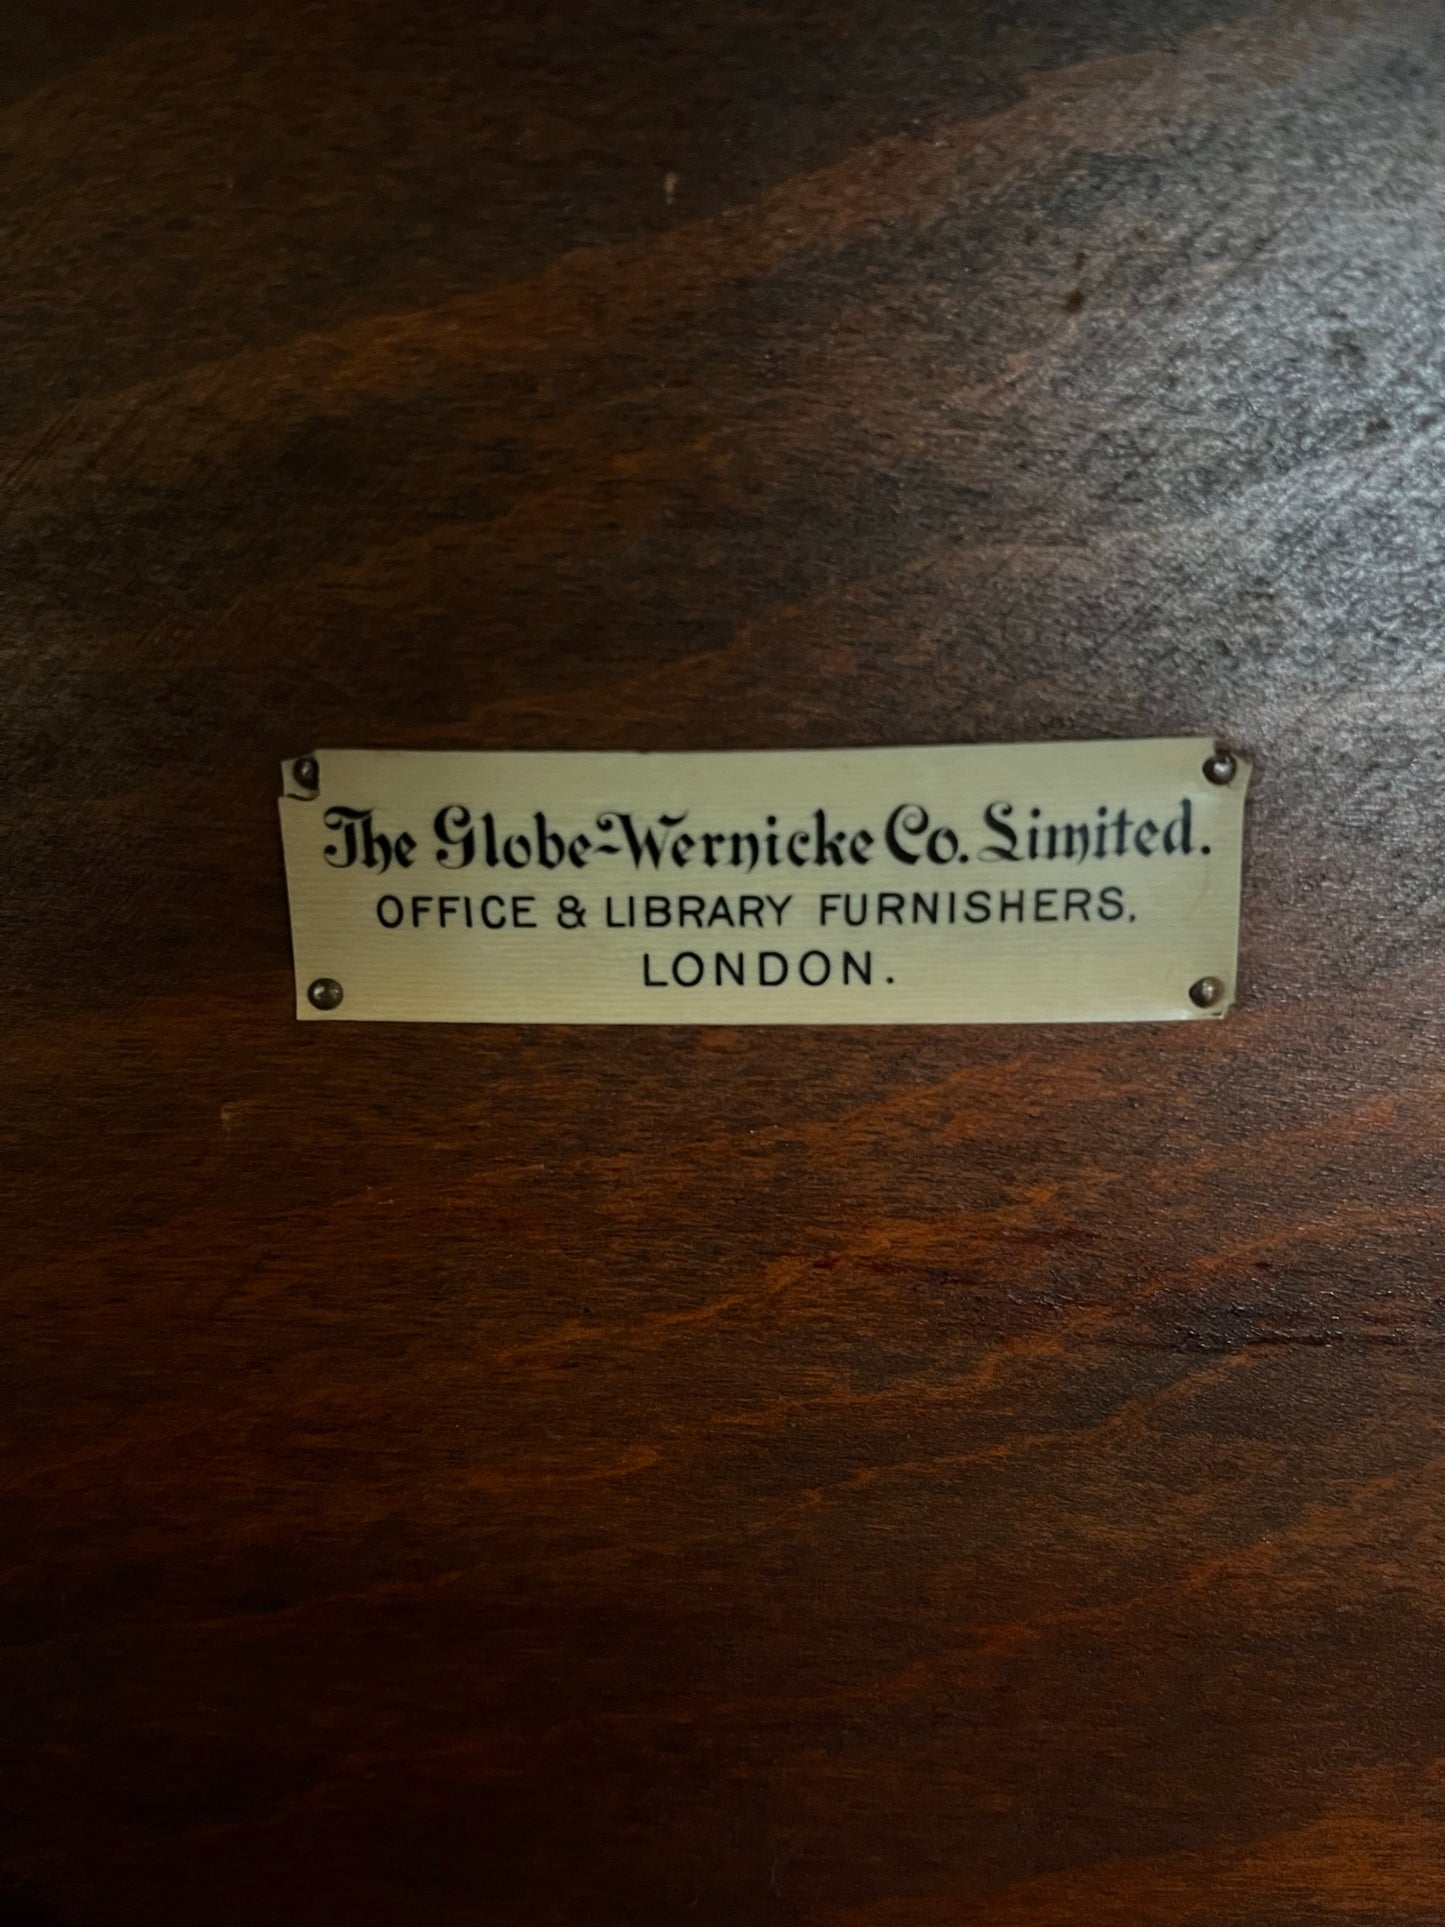 The Globe-Wernicke Co. Limited.
OFFICE & LIBRARY FURNISHERS,
LONDON.